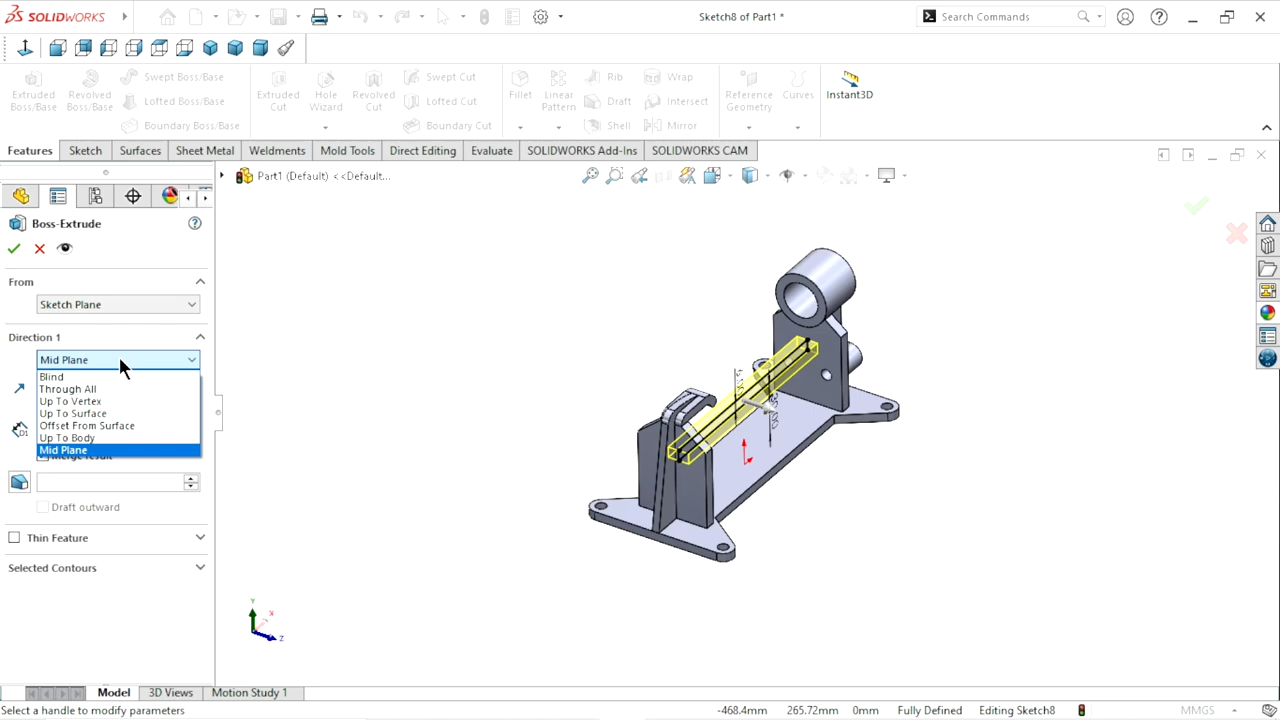 SOLIDWORKS
Sketch8 of Part1 *
Search Commands
Extruded Boss/Base
Revolved Boss/Base
Swept Boss/Base
Lofted Boss/Base
Boundary Boss/Base
Extruded Cut
Hole Wizard
Revolved Cut
Swept Cut
Lofted Cut
Boundary Cut
Fillet
Linear Pattern
Rib
Draft
Shell
Wrap
Intersect
Mirror
Reference Geometry
Curves
Instant3D
Features
Sketch
Surfaces
Sheet Metal
Weldments
Mold Tools
Direct Editing
Evaluate
SOLIDWORKS Add-Ins
SOLIDWORKS CAM
Part1 (Default) <<Default...
Boss-Extrude
From
Sketch Plane
Direction 1
Mid Plane
Blind
Through All
Up To Vertex
Up To Surface
Offset From Surface
Up To Body
Mid Plane
Merge result
Draft outward
Thin Feature
Selected Contours
Y
X
Z
Model
3D Views
Motion Study 1
Select a handle to modify parameters
-468.4mm
265.72mm
0mm
Fully Defined
Editing Sketch8
MMGS